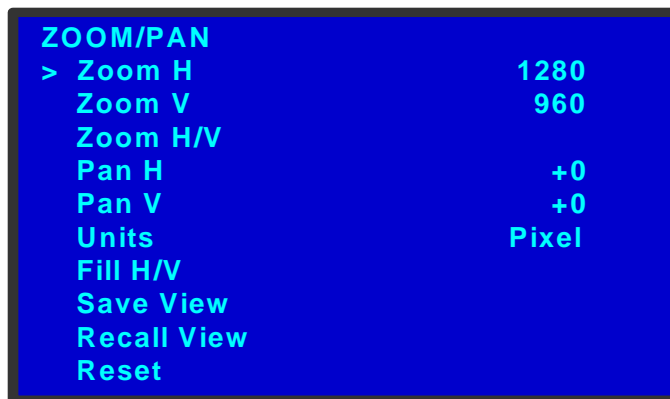 ZOOM/PAN
> Zoom H 1280
Zoom V 960
Zoom H/V
Pan H +0
Pan V +0
Units Pixel
Fill H/V
Save View
Recall View
Reset